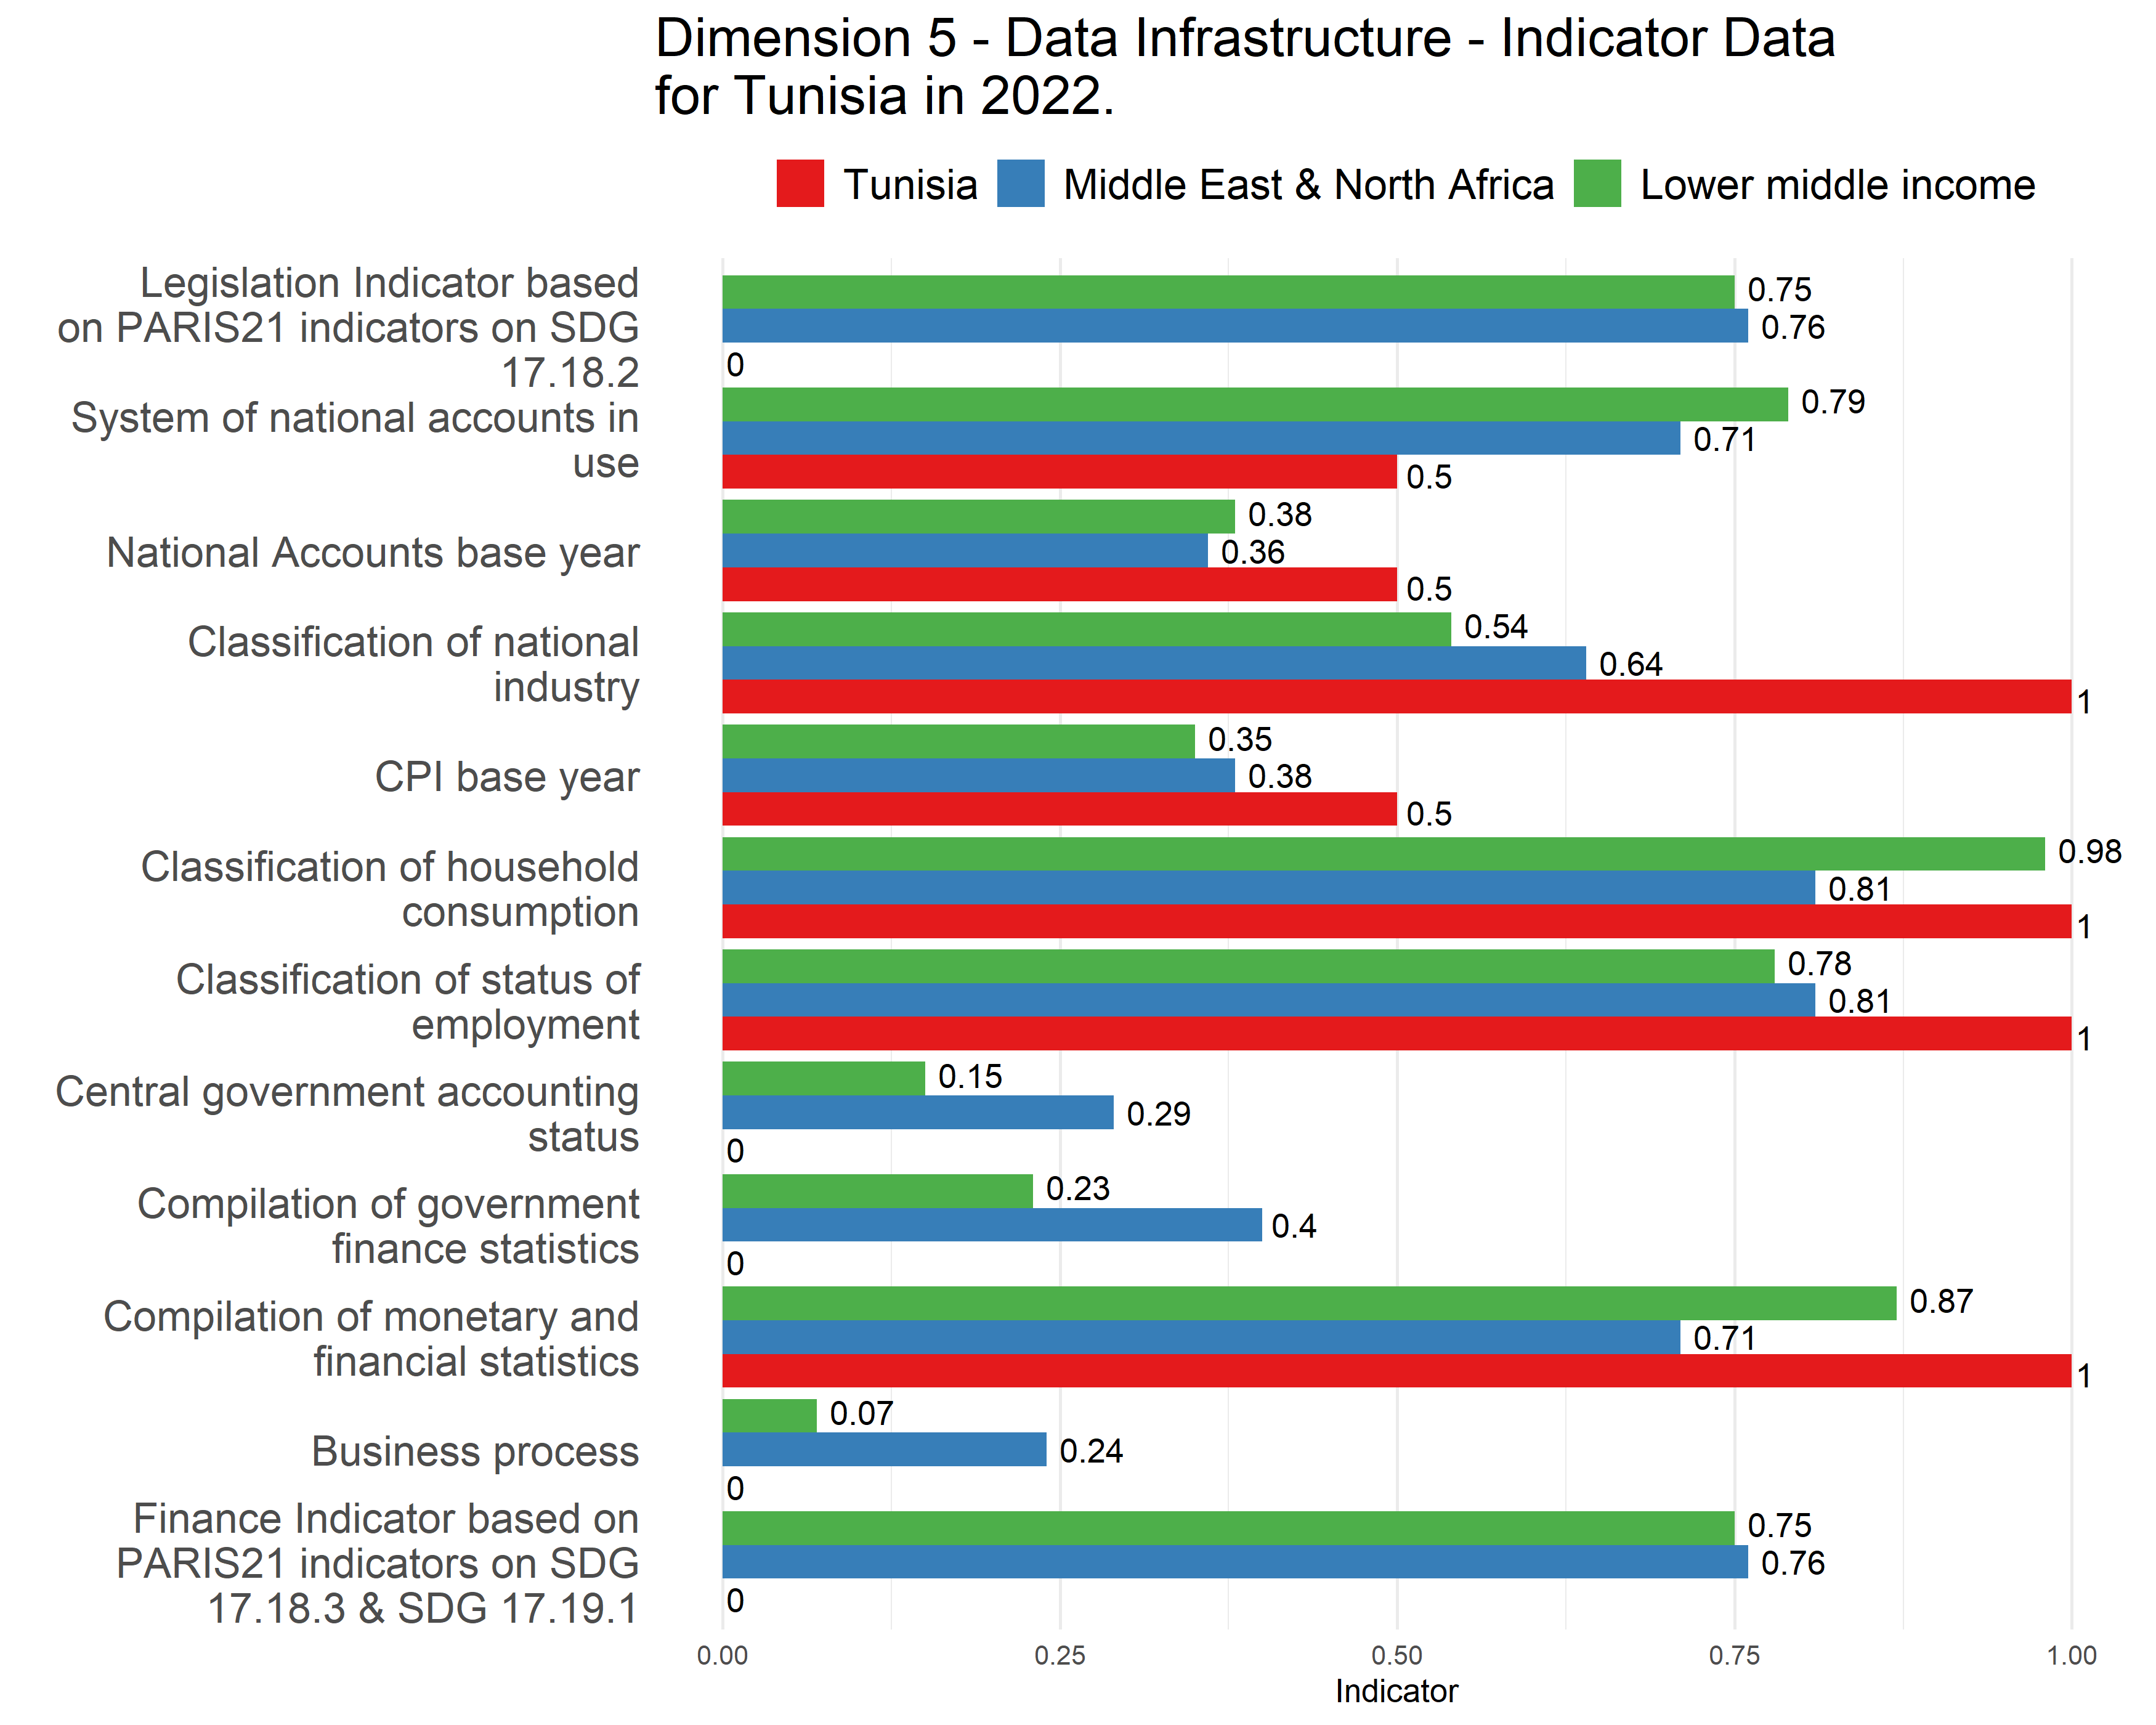 Dimension 5 - Data Infrastructure - Indicator Data
for Tunisia in 2022.
Tunisia
Middle East & North Africa
Lower middle income
Legislation Indicator based
on PARIS21 indicators on SDG
17.18.2
0.75
0.76
0
System of national accounts in
use
0.79
0.71
0.5
National Accounts base year
0.38
0.36
0.5
Classification of national
industry
0.54
0.64
1
CPI base year
0.35
0.38
0.5
Classification of household
consumption
0.98
0.81
1
Classification of status of
employment
0.78
0.81
1
Central government accounting
status
0.15
0.29
0
Compilation of government
finance statistics
0.23
0.4
0
Compilation of monetary and
financial statistics
0.87
0.71
1
Business process
0.07
0.24
0
Finance Indicator based on
PARIS21 indicators on SDG
17.18.3 & SDG 17.19.1
0.75
0.76
0
0.00
0.25
0.50
0.75
1.00
Indicator